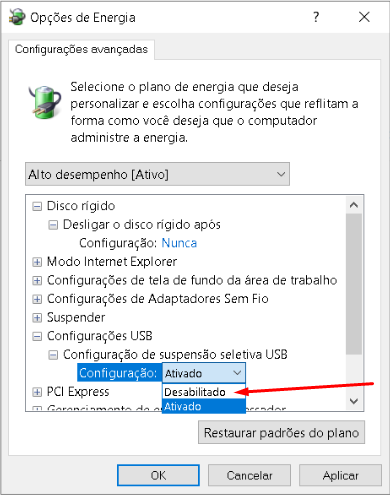 Opções de Energia
Configurações avançadas
Selecione o plano de energia que deseja
personalizar e escolha configurações que reflitam a
forma como você deseja que o computador
administre a energia.
Alto desempenho [Ativo]
Disco rígido
Desligar o disco rígido após
Configuração: Nunca
Modo Internet Explorer
Configurações de tela de fundo da área de trabalho
Configurações de Adaptadores Sem Fio
Suspender
Configurações USB
Configuração de suspensão seletiva USB
Configuração: Ativado
Desabilitado
PCI Express
Ativado
Gerenciamento de
Restaurar padrões do plano
OK
Cancelar
Aplicar